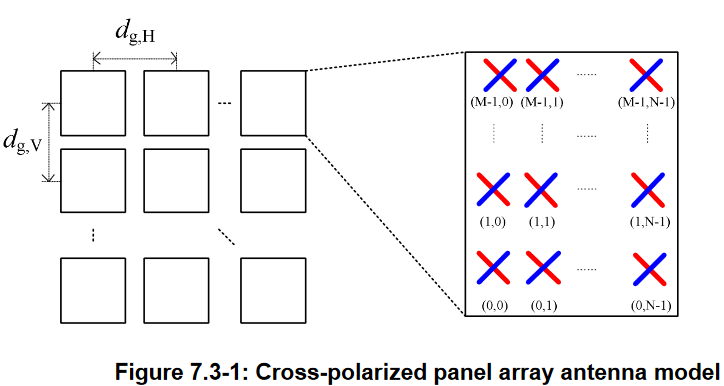 d_g,H
d_g,V
(M-1,0) (M-1,1) (M-1,N-1)
(1,0) (1,1) (1,N-1)
(0,0) (0,1) (0,N-1)
Figure 7.3-1: Cross-polarized panel array antenna model